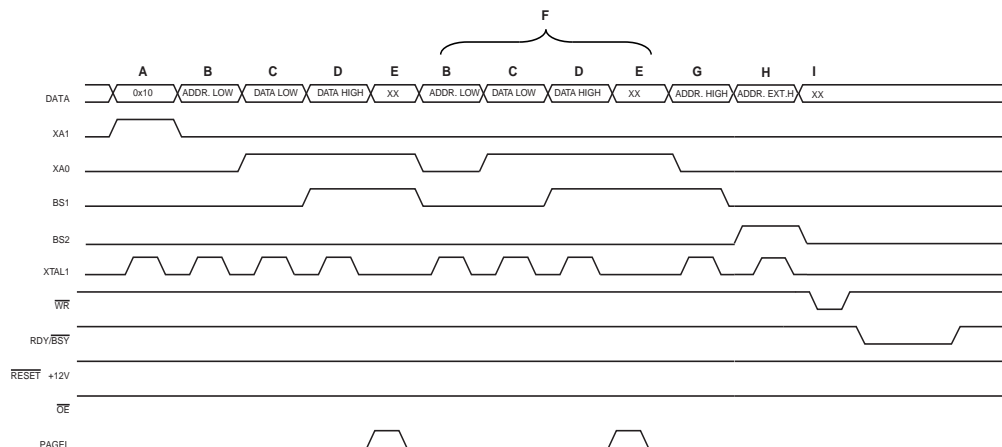 F
A B C D E B C D E G H I
DATA 0x10 ADDR. LOW DATA LOW DATA HIGH XX ADDR. LOW DATA LOW DATA HIGH XX ADDR. HIGH ADDR. EXT.H XX
XA1
XA0
BS1
BS2
XTAL1
WR
RDY/BSY
RESET +12V
OE
PAGEL